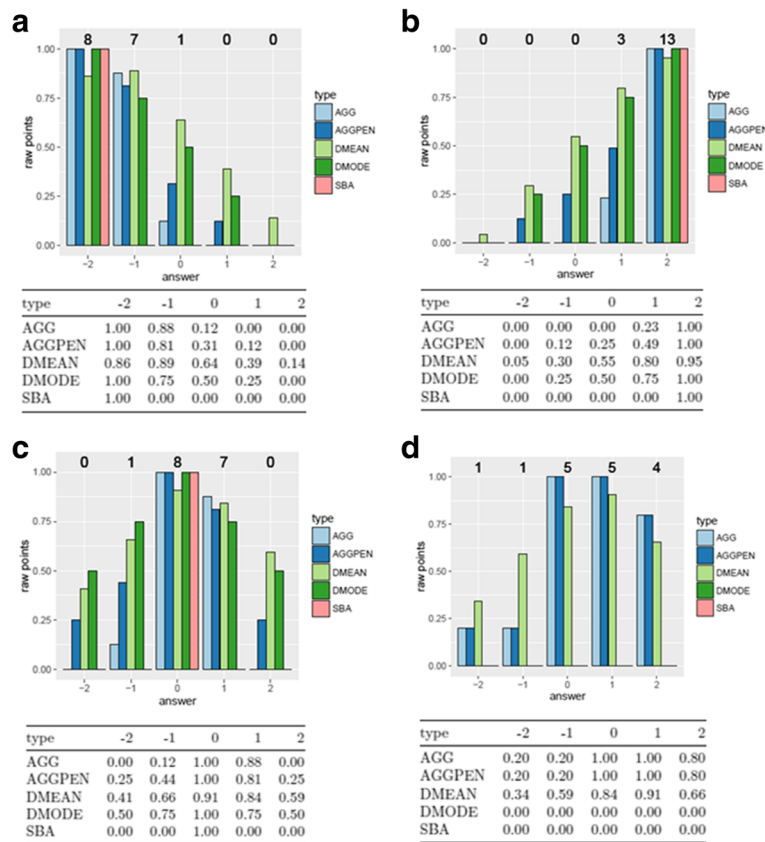 a
8 7 1 0 0
1.00
0.75
0.50
0.25
0.00
raw points
−2 −1 0 1 2
answer
type
AGG
AGGPEN
DMEAN
DMODE
SBA
type -2 -1 0 1 2
AGG 1.00 0.88 0.12 0.00 0.00
AGGPEN 1.00 0.81 0.31 0.12 0.00
DMEAN 0.86 0.89 0.64 0.39 0.14
DMODE 1.00 0.75 0.50 0.25 0.00
SBA 1.00 0.00 0.00 0.00 0.00
b
0 0 0 3 13
1.00
0.75
0.50
0.25
0.00
raw points
−2 −1 0 1 2
answer
type
AGG
AGGPEN
DMEAN
DMODE
SBA
type -2 -1 0 1 2
AGG 0.00 0.00 0.00 0.23 1.00
AGGPEN 0.00 0.12 0.25 0.49 1.00
DMEAN 0.05 0.30 0.55 0.80 0.95
DMODE 0.00 0.25 0.50 0.75 1.00
SBA 0.00 0.00 0.00 0.00 1.00
c
0 1 8 7 0
1.00
0.75
0.50
0.25
0.00
raw points
−2 −1 0 1 2
answer
type
AGG
AGGPEN
DMEAN
DMODE
SBA
type -2 -1 0 1 2
AGG 0.00 0.12 1.00 0.88 0.00
AGGPEN 0.25 0.44 1.00 0.81 0.25
DMEAN 0.41 0.66 0.91 0.84 0.59
DMODE 0.50 0.75 1.00 0.75 0.50
SBA 0.00 0.00 1.00 0.00 0.00
d
1 1 5 5 4
1.00
0.75
0.50
0.25
0.00
raw points
−2 −1 0 1 2
answer
type
AGG
AGGPEN
DMEAN
DMODE
SBA
type -2 -1 0 1 2
AGG 0.20 0.20 1.00 1.00 0.80
AGGPEN 0.20 0.20 1.00 1.00 0.80
DMEAN 0.34 0.59 0.84 0.91 0.66
DMODE 0.00 0.00 0.00 0.00 0.00
SBA 0.00 0.00 0.00 0.00 0.00